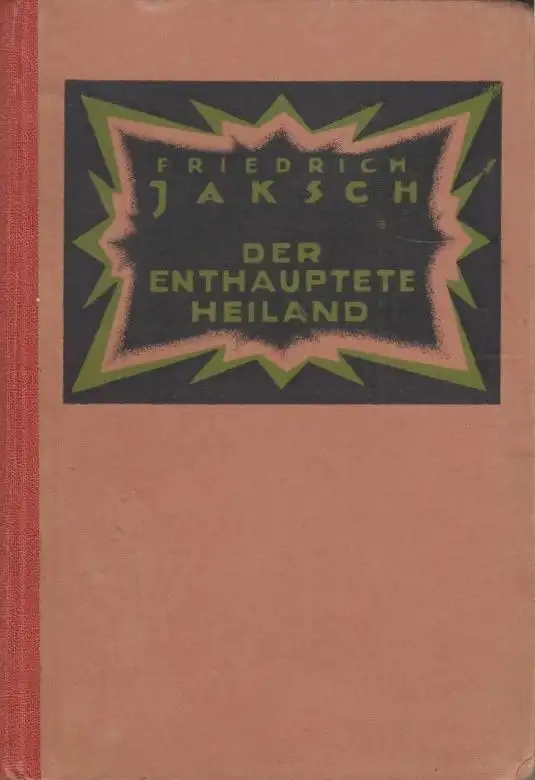 FRIEDRICH
JAKSCH
DER
ENTHAUPTETE
HEILAND